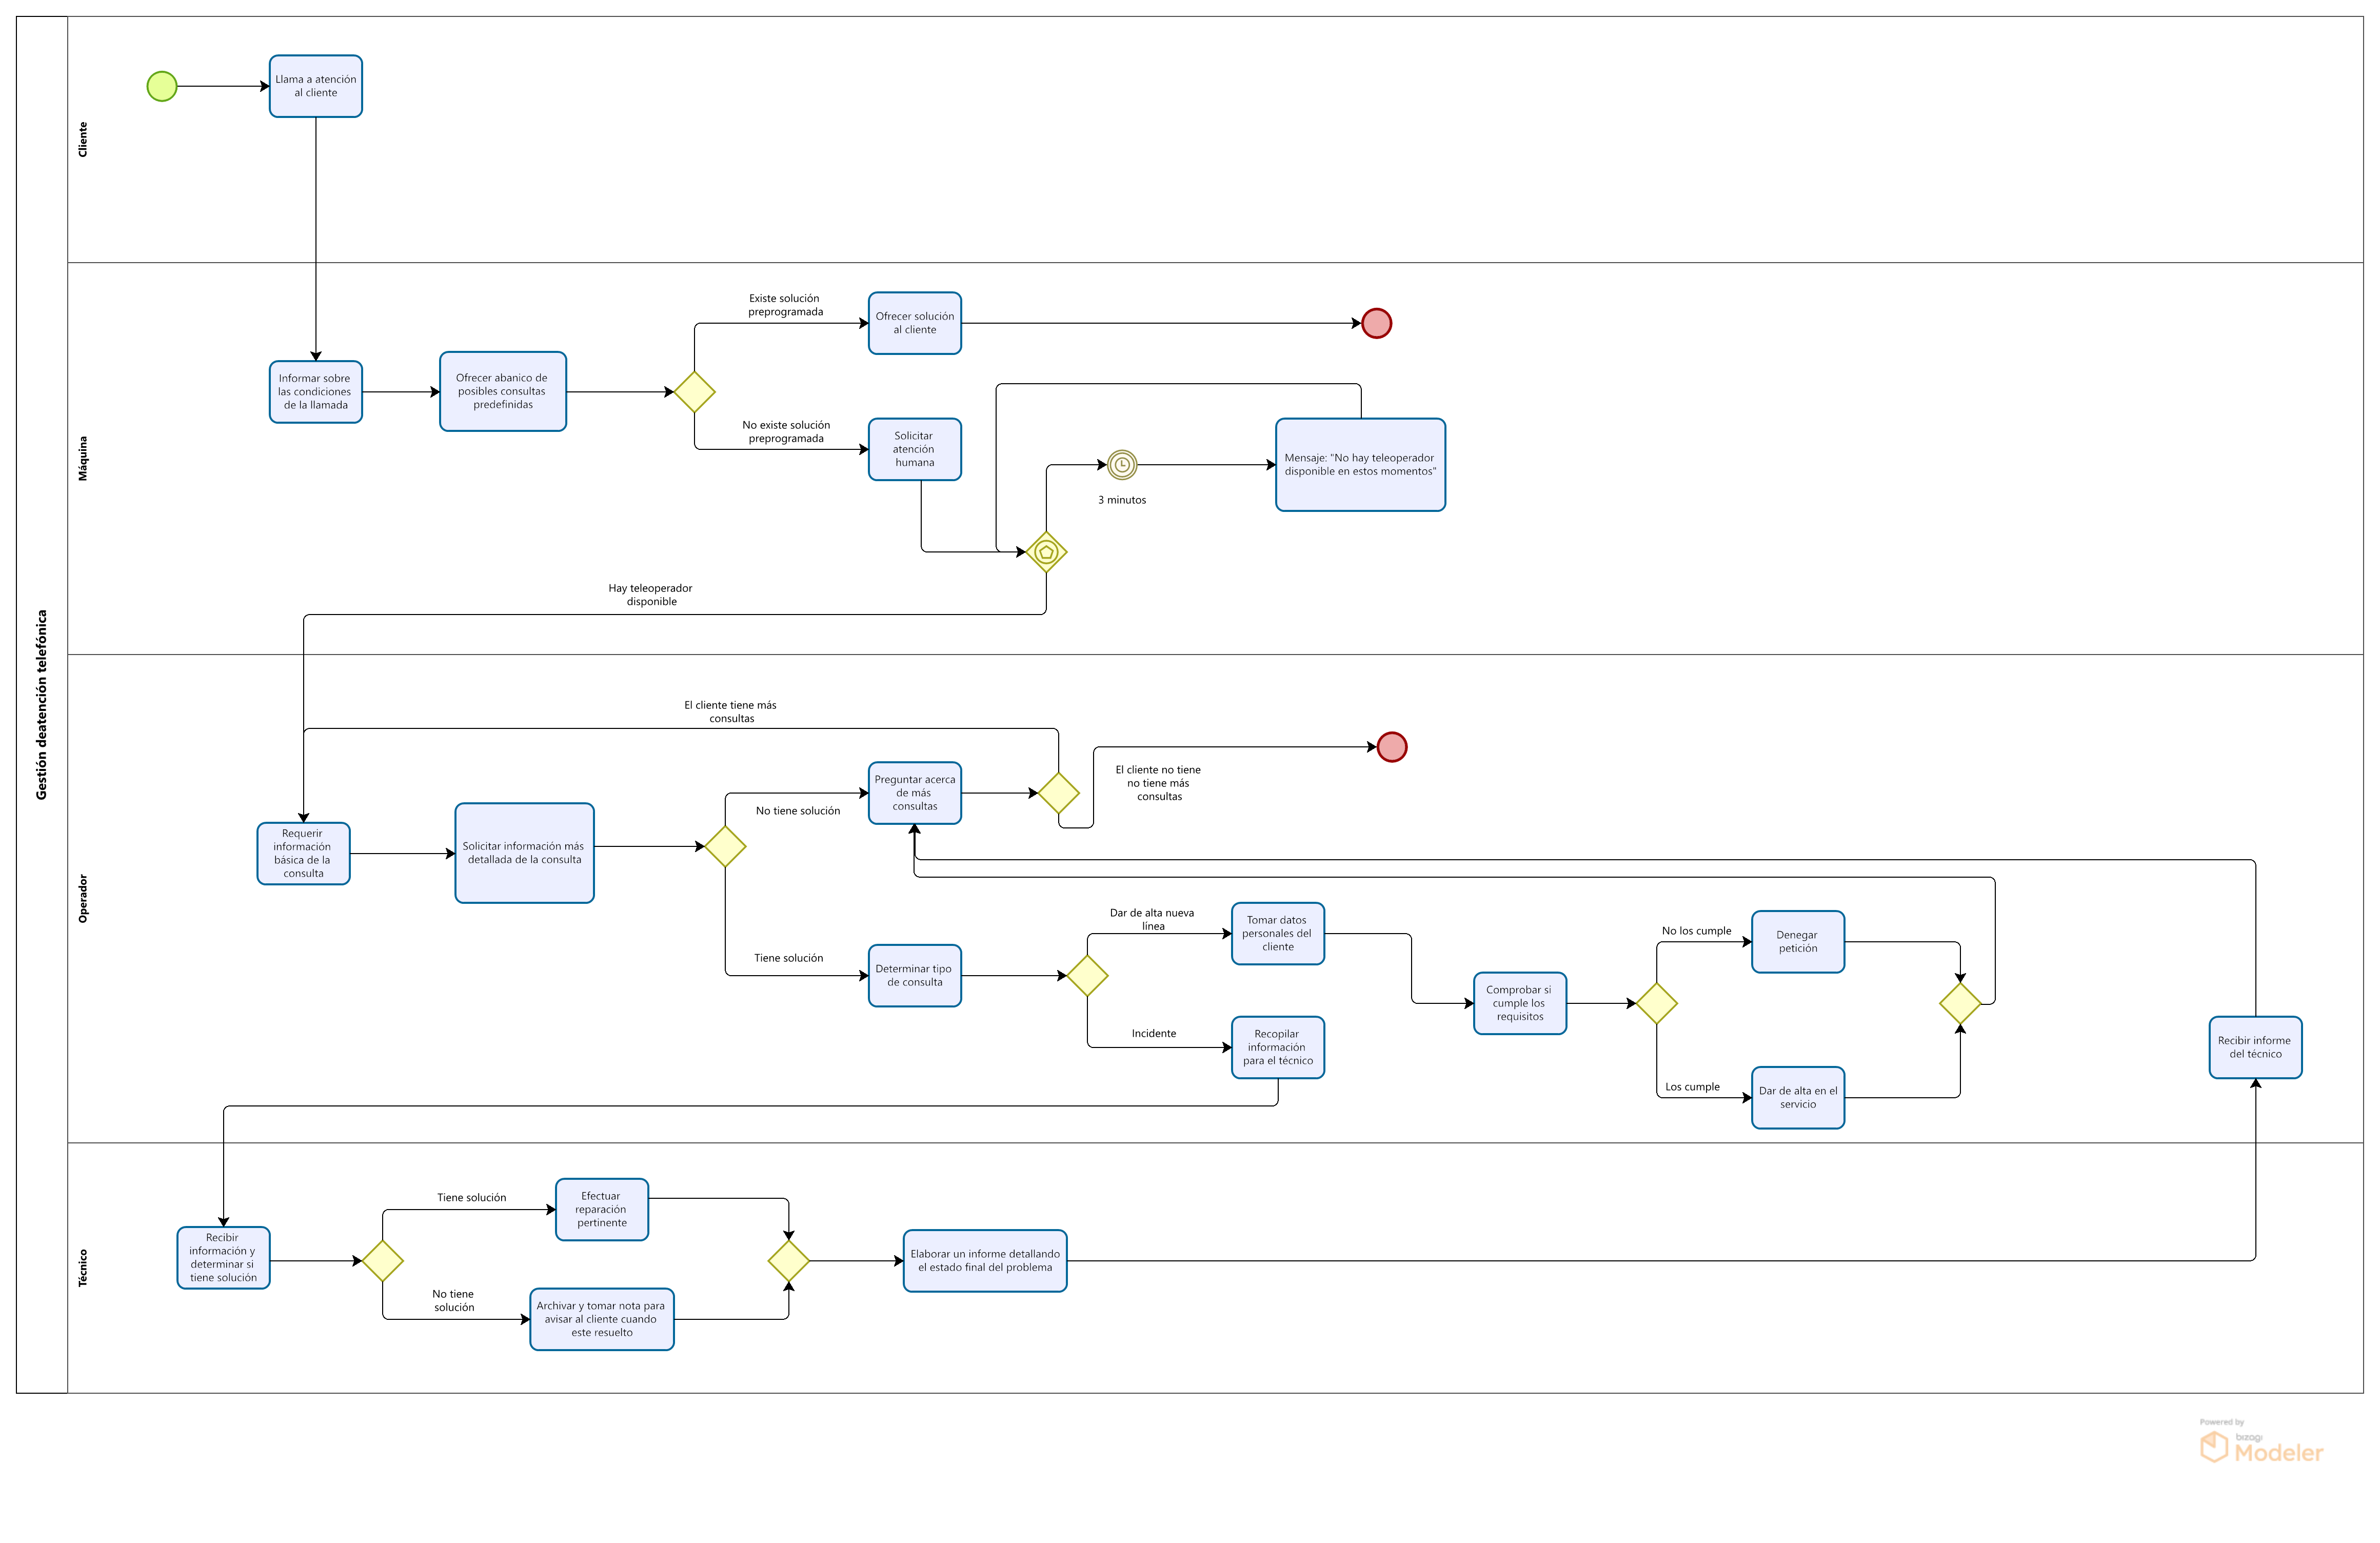 Gestión deatención telefónica
Cliente
Llama a atención
al cliente
Máquina
Informar sobre
las condiciones
de la llamada
Ofrecer abanico de
posibles consultas
predefinidas
Existe solución
preprogramada
Ofrecer solución
al cliente
No existe solución
preprogramada
Solicitar
atención
humana
3 minutos
Mensaje: "No hay teleoperador
disponible en estos momentos"
Hay teleoperador
disponible
Operador
El cliente tiene más
consultas
Requerir
información
básica de la
consulta
Solicitar información más
detallada de la consulta
No tiene solución
Preguntar acerca
de más
consultas
El cliente no tiene
no tiene más
consultas
Tiene solución
Determinar tipo
de consulta
Dar de alta nueva
línea
Tomar datos
personales del
cliente
Incidente
Recopilar
información
para el técnico
Comprobar si
cumple los
requisitos
No los cumple
Denegar
petición
Los cumple
Dar de alta en el
servicio
Recibir informe
del técnico
Técnico
Recibir
información y
determinar si
tiene solución
Tiene solución
Efectuar
reparación
pertinente
No tiene
solución
Archivar y tomar nota para
avisar al cliente cuando
este resuelto
Elaborar un informe detallando
el estado final del problema
Powered by
bizagi
Modeler